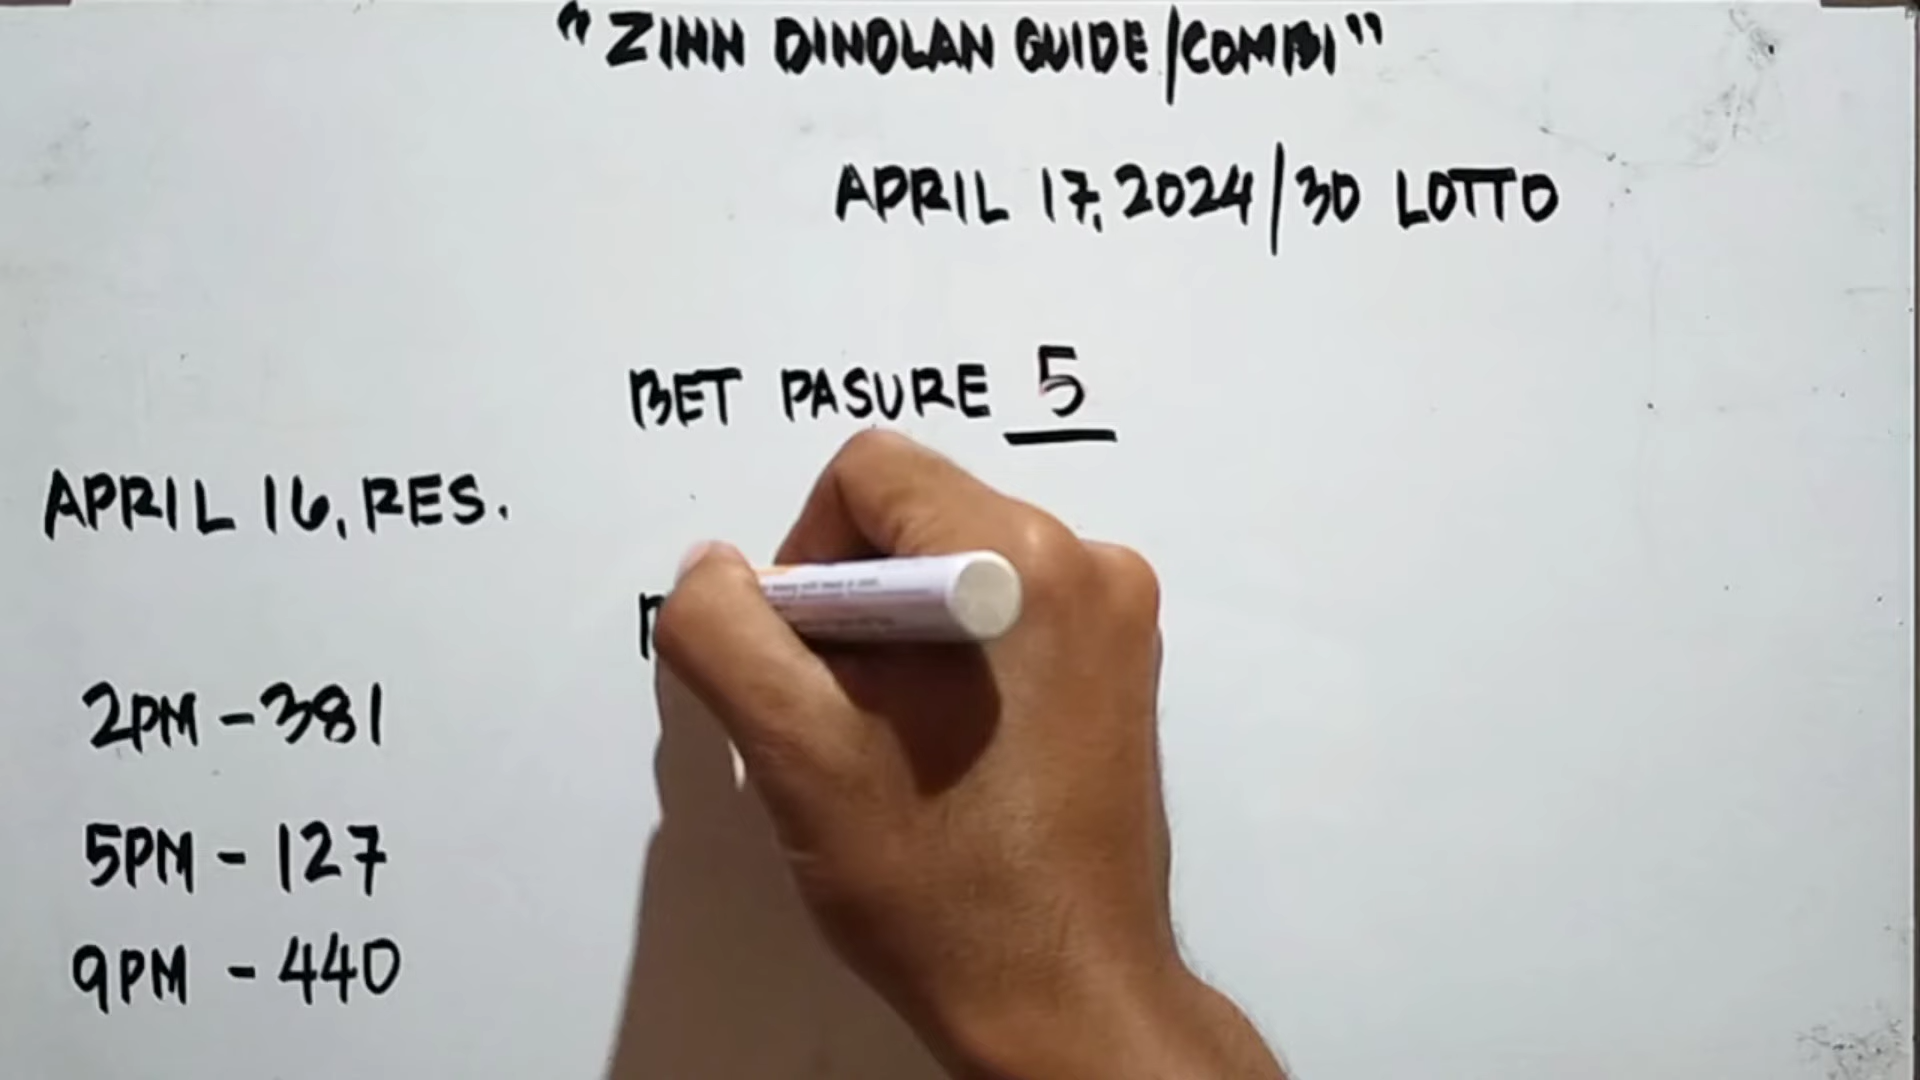 "ZINN DINOLAN GUIDE/COMBI"
APRIL 17, 2024/3D LOTTO
BET PASURE 5
APRIL 16, RES.
2PM - 381
5PM - 127
9PM - 440